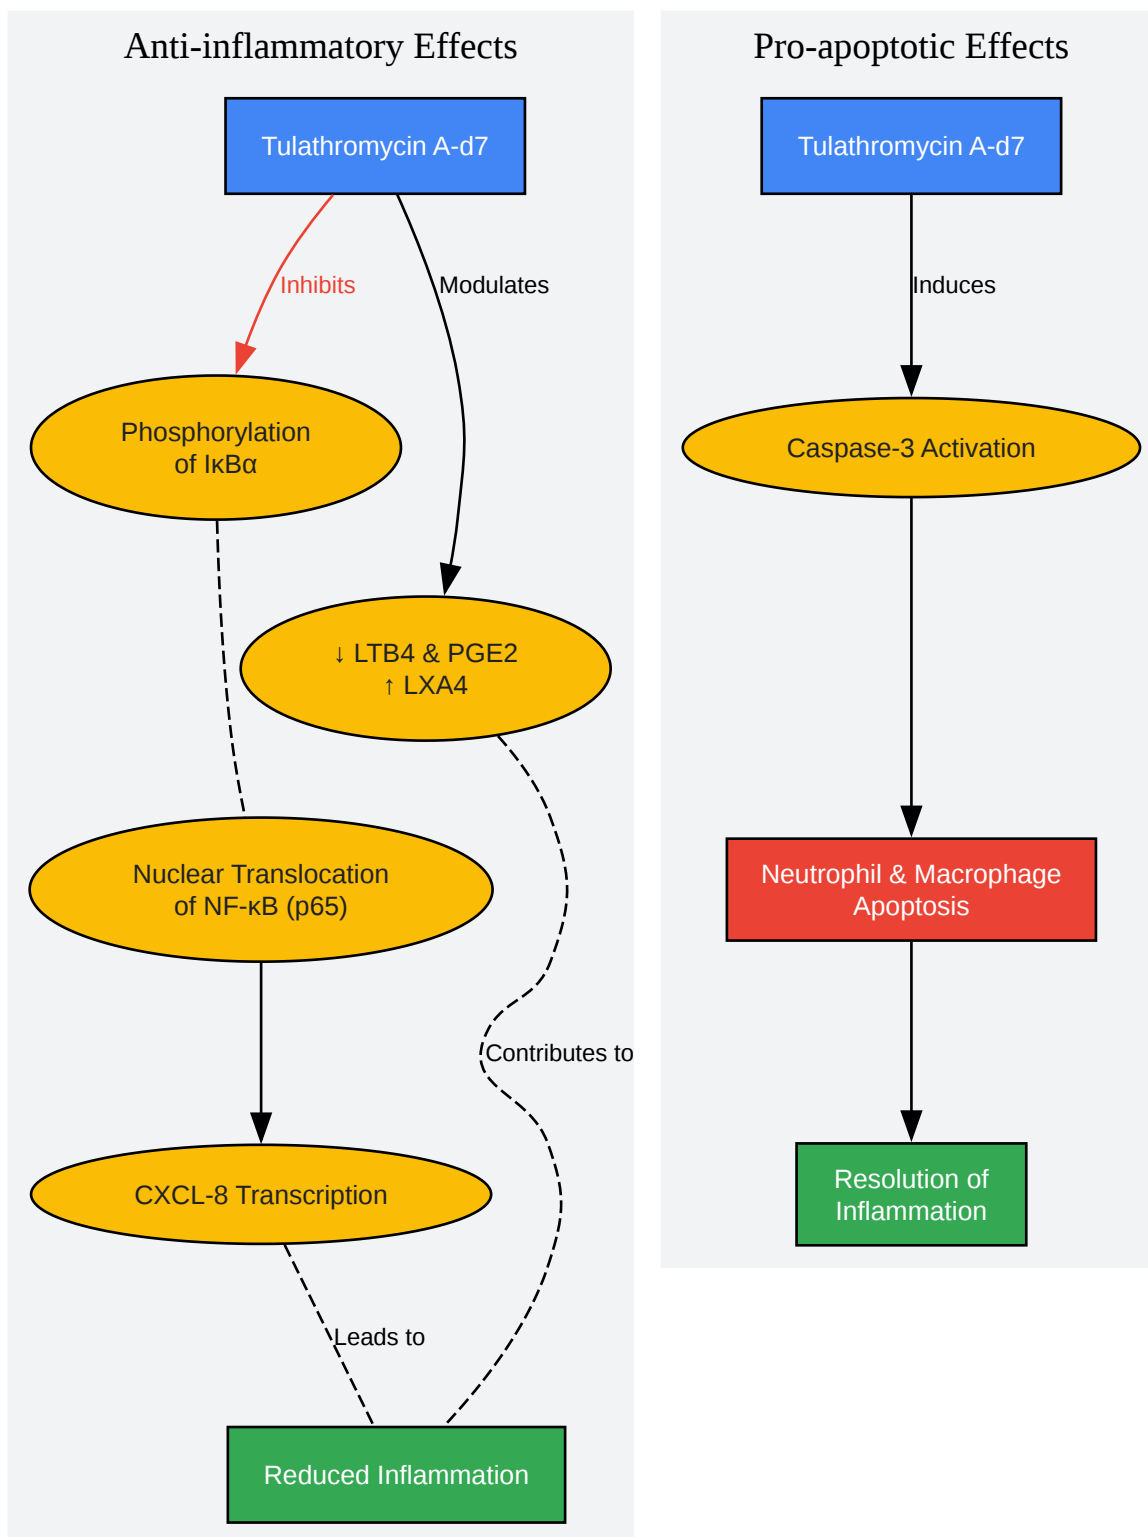 Anti-inflammatory Effects
Tulathromycin A-d7
Inhibits
Modulates
Phosphorylation
of IκBα
↓ LTB4 & PGE2
↑ LXA4
Nuclear Translocation
of NF-κB (p65)
Contributes to
CXCL-8 Transcription
Leads to
Reduced Inflammation
Pro-apoptotic Effects
Tulathromycin A-d7
Induces
Caspase-3 Activation
Neutrophil & Macrophage
Apoptosis
Resolution of
Inflammation